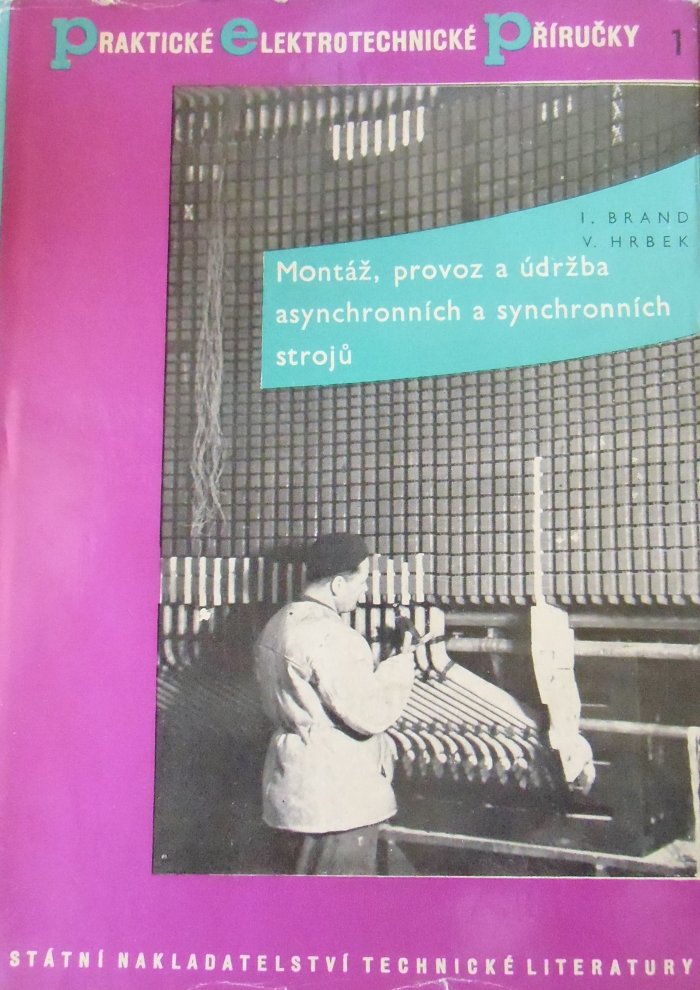 PRAKTICKÉ ELEKTROTECHNICKÉ PŘÍRUČKY 1
I. BRAND
V. HRBEK
Montáž, provoz a údržba
asynchronních a synchronních
strojů
STÁTNÍ NAKLADATELSTVÍ TECHNICKÉ LITERATURY